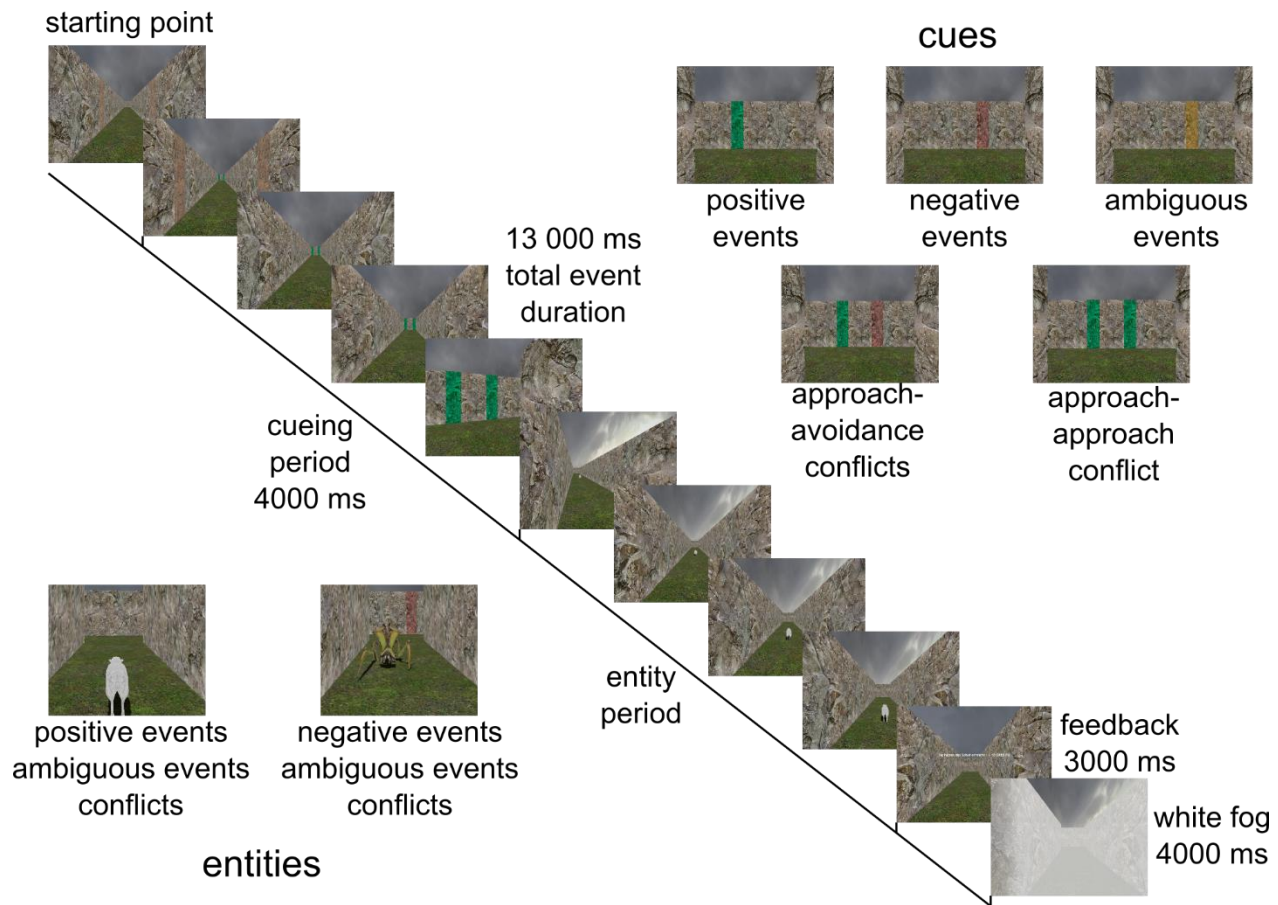 starting point
cues
positive
events
negative
events
ambiguous
events
13 000 ms
total event
duration
approach-
avoidance
conflicts
approach-
approach
conflict
cueing
period
4000 ms
entity
period
positive events
ambiguous events
conflicts
negative events
ambiguous events
conflicts
entities
feedback
3000 ms
white fog
4000 ms